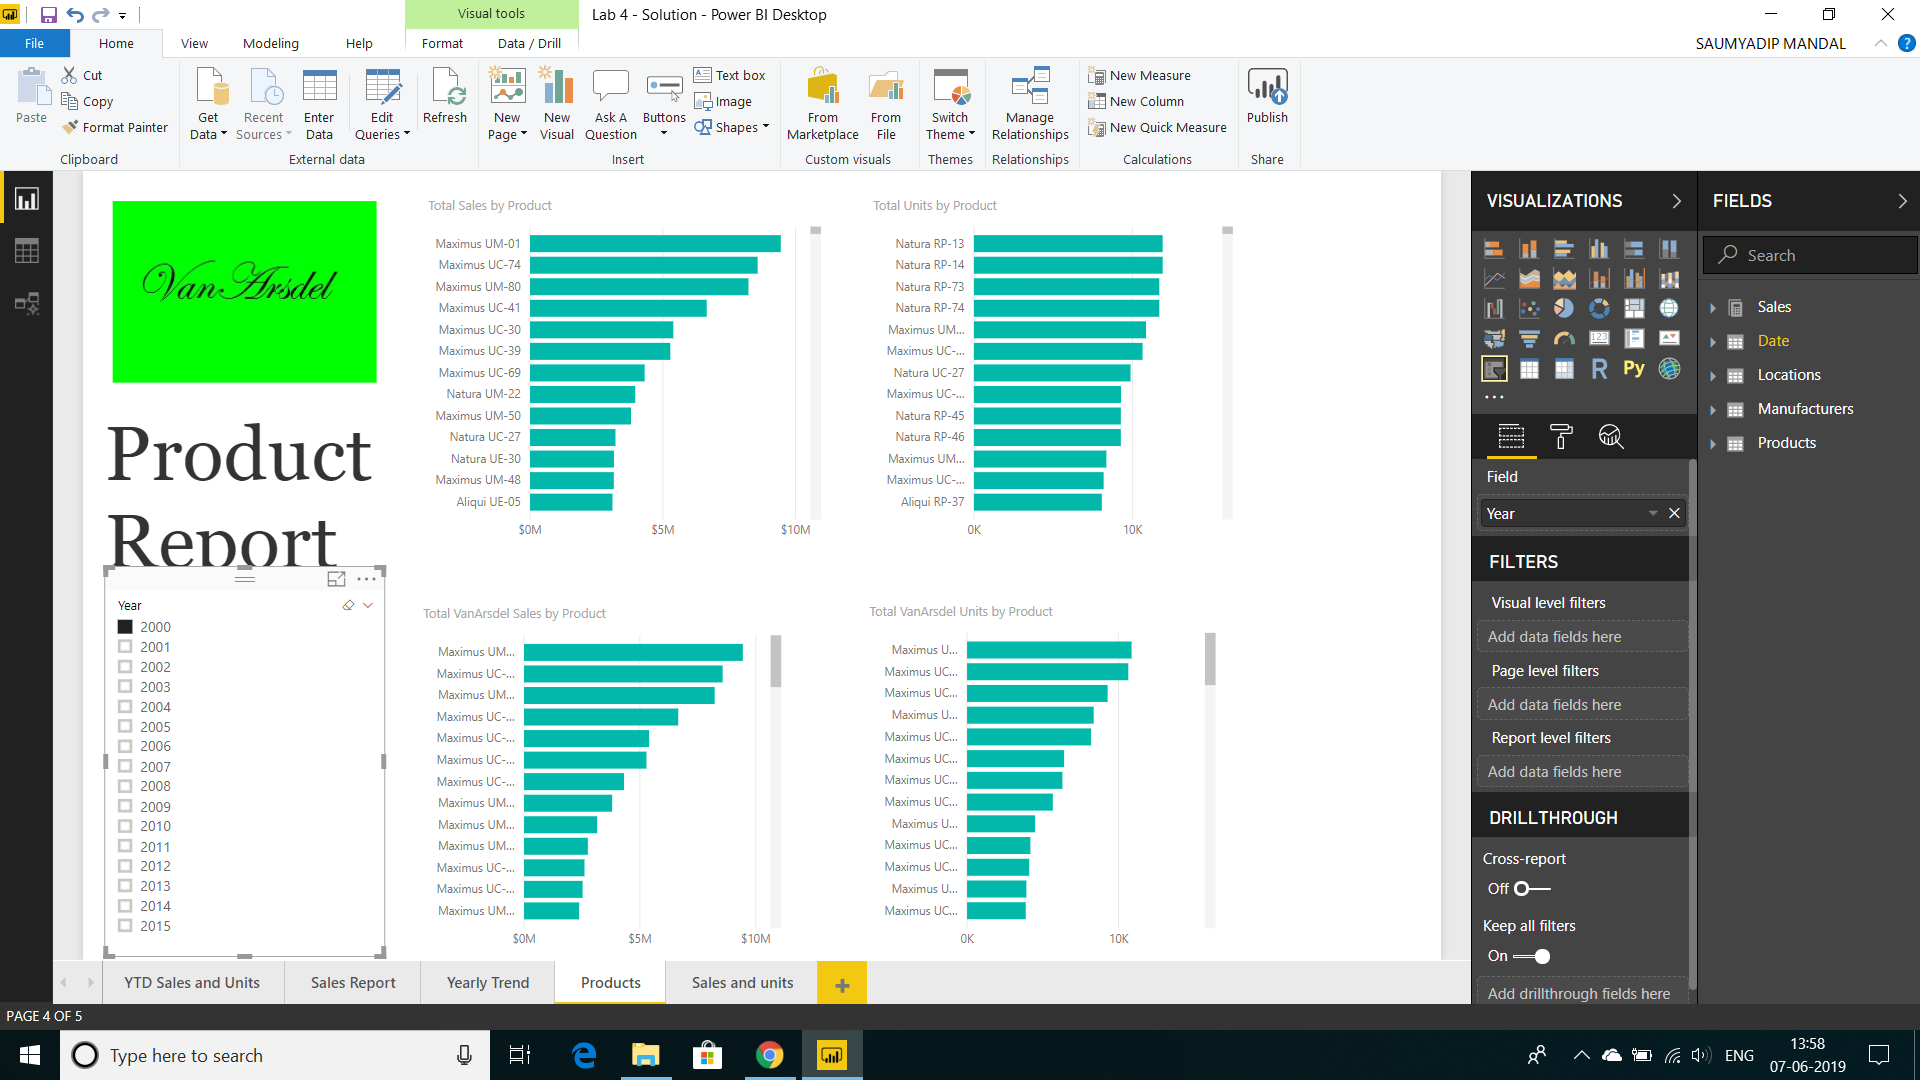 Visual tools
Lab 4 - Solution - Power BI Desktop
File Home View Modeling Help Format Data / Drill
SAUMYADIP MANDAL
?
Paste
Cut
Copy
Format Painter
Clipboard
Get Data
Recent Sources
Enter Data
Edit Queries
Refresh
External data
New Page
New Visual
Ask A Question
Buttons
Text box
Image
Shapes
Insert
From Marketplace
From File
Custom visuals
Switch Theme
Themes
Manage Relationships
Relationships
New Measure
New Column
New Quick Measure
Calculations
Publish
Share
VanArsdel
Product
Report
Year
2000
2001
2002
2003
2004
2005
2006
2007
2008
2009
2010
2011
2012
2013
2014
2015
Total Sales by Product
Maximus UM-01
Maximus UC-74
Maximus UM-80
Maximus UC-41
Maximus UC-30
Maximus UC-39
Maximus UC-69
Natura UM-22
Maximus UM-50
Natura UC-27
Natura UE-30
Maximus UM-48
Aliqui UE-05
$0M $5M $10M
Total Units by Product
Natura RP-13
Natura RP-14
Natura RP-73
Natura RP-74
Maximus UM...
Maximus UC-...
Natura UC-27
Maximus UC-...
Natura RP-45
Natura RP-46
Maximus UM...
Maximus UC-...
Aliqui RP-37
0K 10K
Total VanArsdel Sales by Product
Maximus UM...
Maximus UC-...
Maximus UM...
Maximus UC-...
Maximus UC-...
Maximus UC-...
Maximus UC-...
Maximus UM...
Maximus UM...
Maximus UM...
Maximus UC-...
Maximus UC-...
Maximus UM...
$0M $5M $10M
Total VanArsdel Units by Product
Maximus U...
Maximus UC...
Maximus UC...
Maximus U...
Maximus UC...
Maximus UC...
Maximus UC...
Maximus UC...
Maximus U...
Maximus UC...
Maximus UC...
Maximus U...
Maximus UC...
0K 10K
VISUALIZATIONS
123
R
Py
Field
Year
FILTERS
Visual level filters
Add data fields here
Page level filters
Add data fields here
Report level filters
Add data fields here
DRILLTHROUGH
Cross-report
Off
Keep all filters
On
Add drillthrough fields here
FIELDS
Search
Sales
Date
Locations
Manufacturers
Products
YTD Sales and Units Sales Report Yearly Trend Products Sales and units
PAGE 4 OF 5
Type here to search
ENG
13:58
07-06-2019